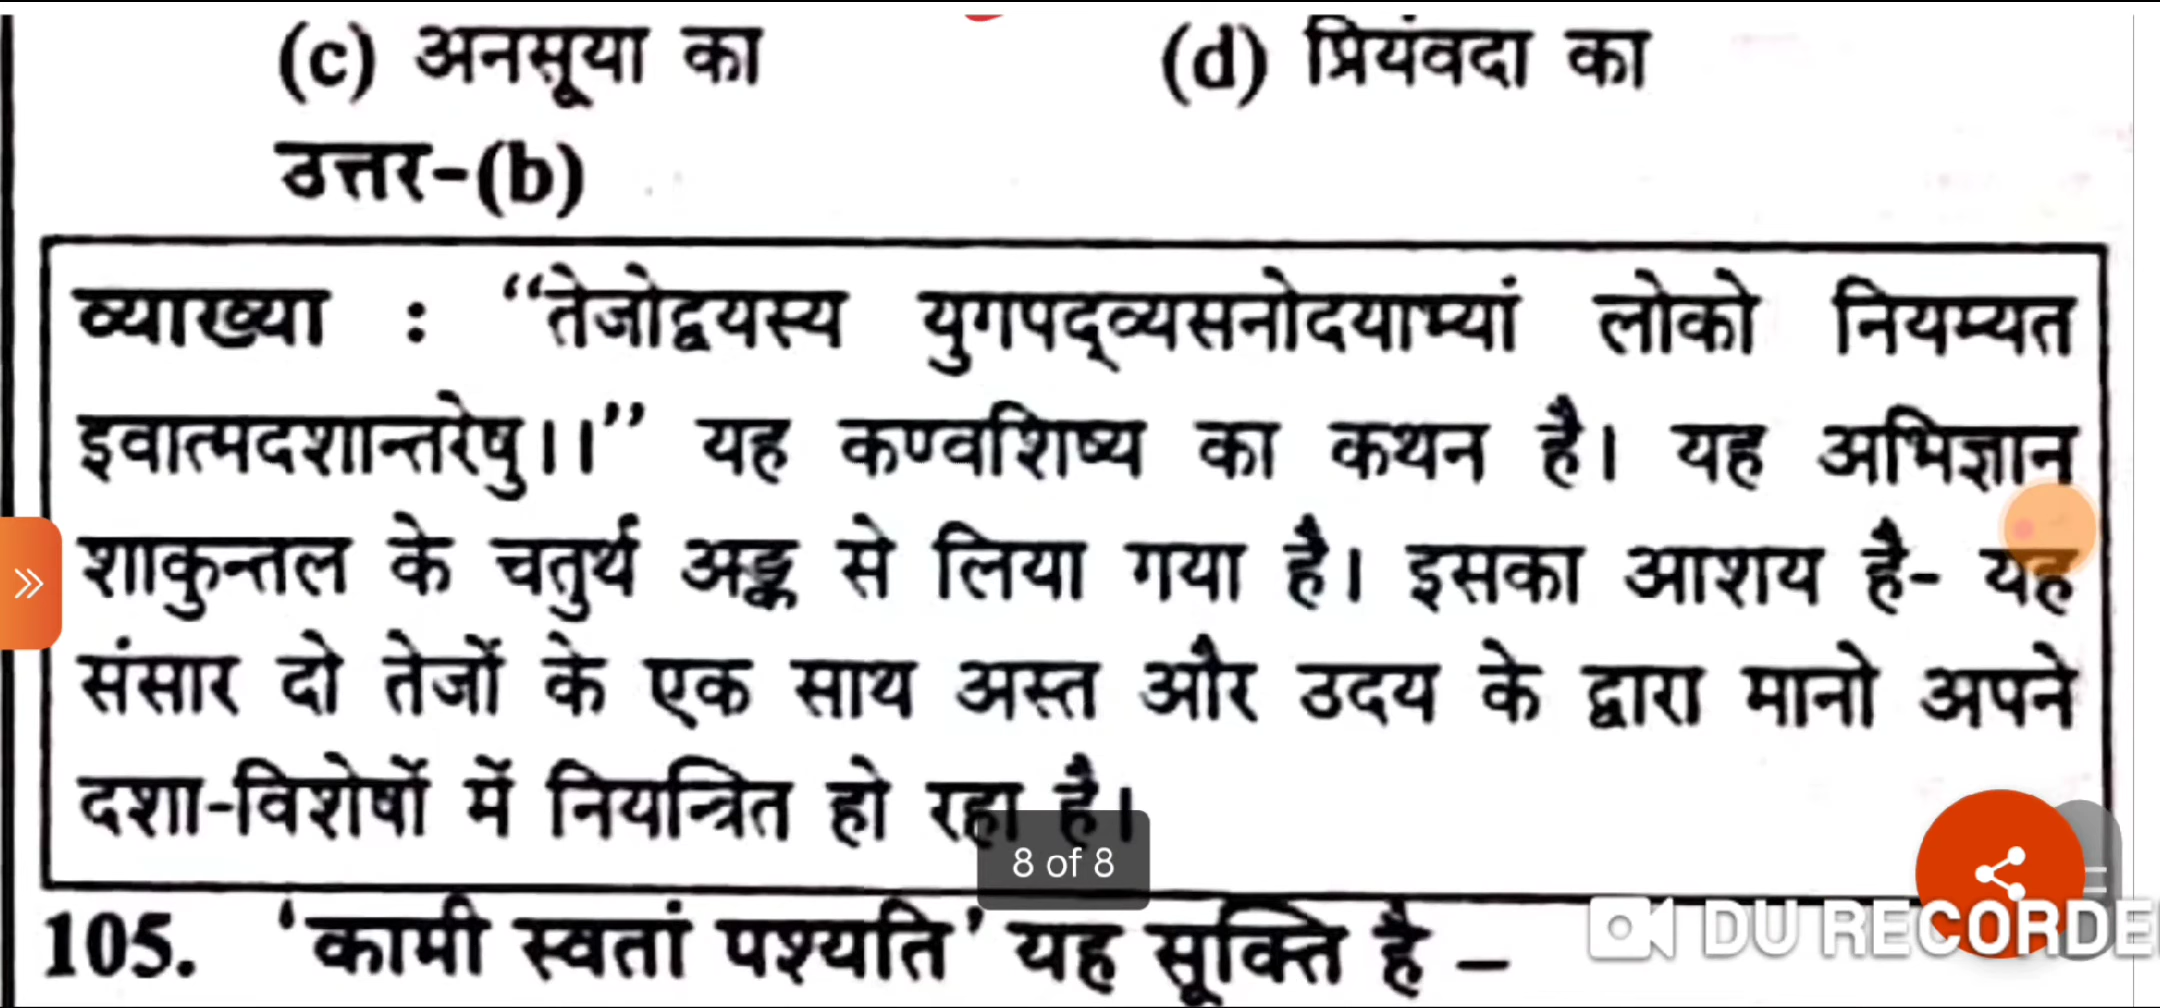 (c) अनसूया का (d) प्रियंवदा का
उत्तर-(b)
व्याख्या : “तेजोद्वयस्य युगपद्व्यसनोदयाभ्यां लोको नियम्यत
इवात्मदशान्तरेषु।।” यह कण्वशिष्य का कथन है। यह अभिज्ञान
शाकुन्तल के चतुर्थ अङ्क से लिया गया है। इसका आशय है- यह
संसार दो तेजों के एक साथ अस्त और उदय के द्वारा मानो अपने
दशा-विशेषों में नियन्त्रित हो रहा है।
8 of 8
105. ‘कामी स्वतां पश्यति’ यह सूक्ति है –
DU RECORDE